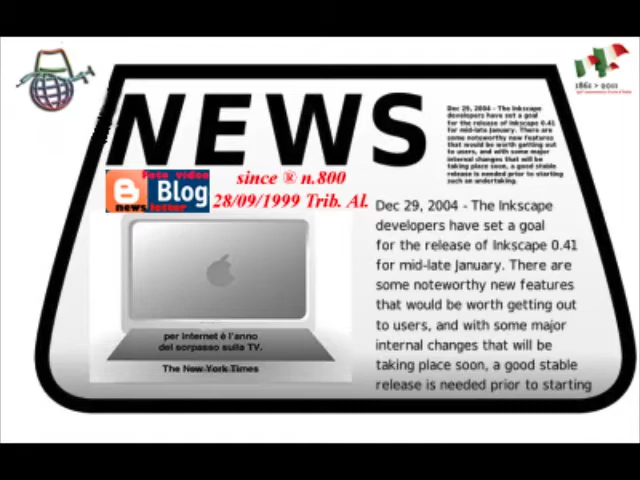 NEWS
Dec 29, 2004 - The Inkscape
developers have set a goal
for the release of Inkscape 0.41
for mid-late January. There are
some noteworthy new features
that would be worth getting out
to users, and with some major
internal changes that will be
taking place soon, a good stable
release is needed prior to starting
such an undertaking.
1861 > 2011
foto video
Blog
news letter
since ® n.800
28/09/1999 Trib. Al.
Dec 29, 2004 - The Inkscape
developers have set a goal
for the release of Inkscape 0.41
for mid-late January. There are
some noteworthy new features
that would be worth getting out
to users, and with some major
internal changes that will be
taking place soon, a good stable
release is needed prior to starting
per Internet è l'anno
del sorpasso sulla TV.
The New York Times